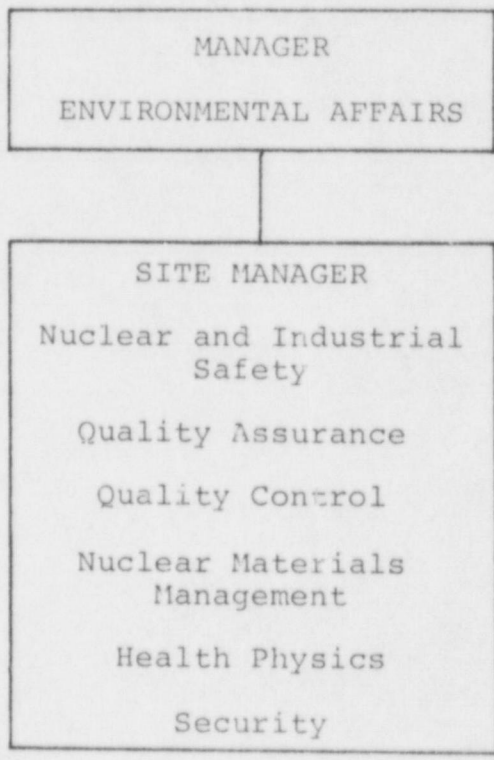 MANAGER
ENVIRONMENTAL AFFAIRS
SITE MANAGER
Nuclear and Industrial
Safety
Quality Assurance
Quality Control
Nuclear Materials
Management
Health Physics
Security